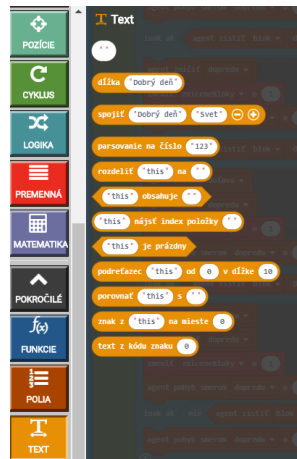 POZÍCIE
CYKLUS
LOGIKA
PREMENNÁ
MATEMATIKA
POKROČILÉ
f(x)
FUNKCIE
POLIA
TEXT
Text
" "
dĺžka "Dobrý deň"
spojiť "Dobrý deň" "Svet"
parsovanie na číslo "123"
rozdeliť "this" na " "
"this" obsahuje " "
"this" nájsť index položky " "
"this" je prázdny
podreťazec "this" od 0 v dĺžke 10
porovnať "this" s " "
znak z "this" na mieste 0
text z kódu znaku 0